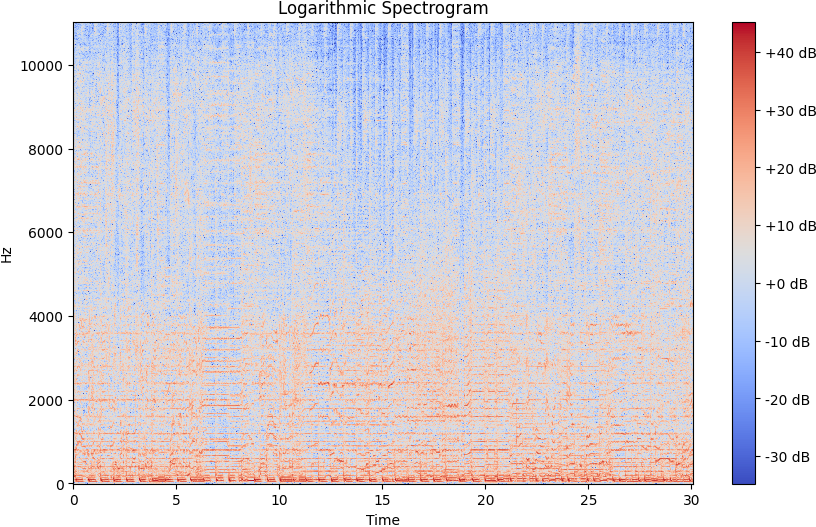 Logarithmic Spectrogram
Hz
10000
8000
6000
4000
2000
0
0 5 10 15 20 25 30
Time
+40 dB
+30 dB
+20 dB
+10 dB
+0 dB
-10 dB
-20 dB
-30 dB